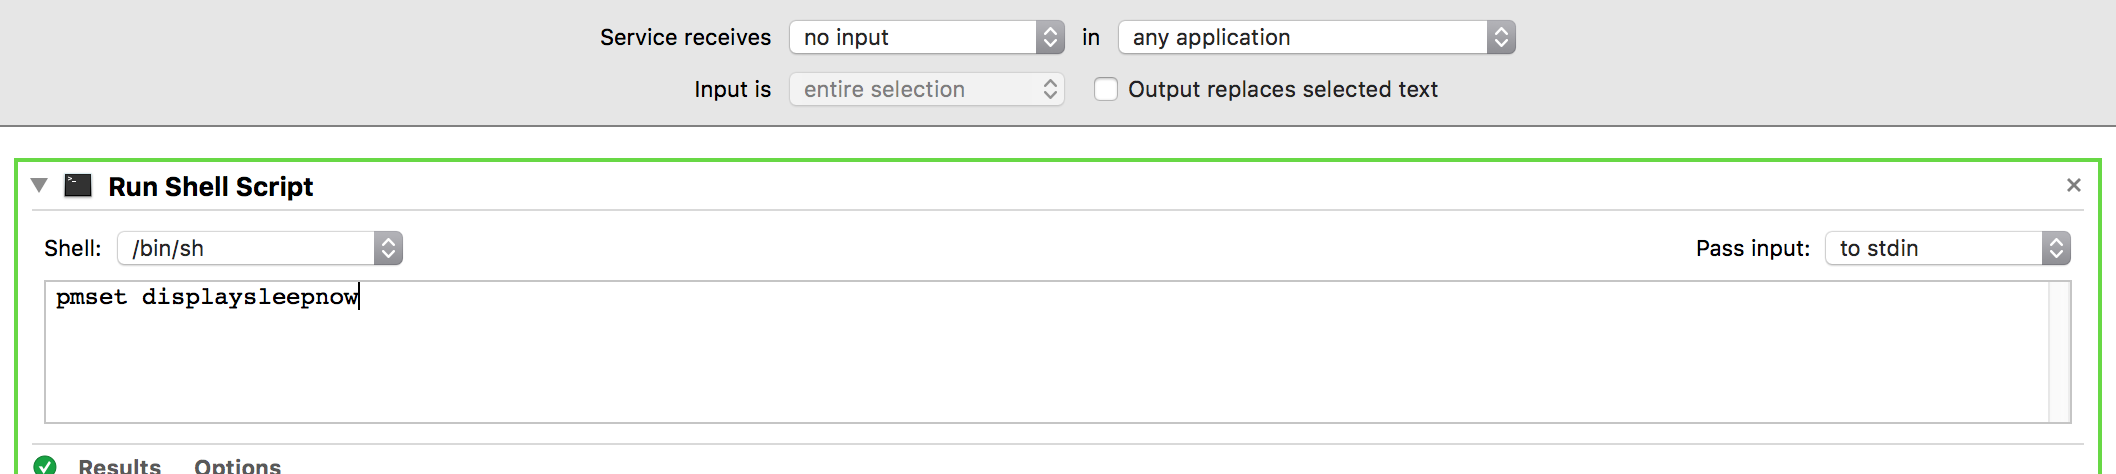 Service receives no input in any application
Input is entire selection Output replaces selected text
Run Shell Script
Shell: /bin/sh Pass input: to stdin
pmset displaysleepnow
Results Options